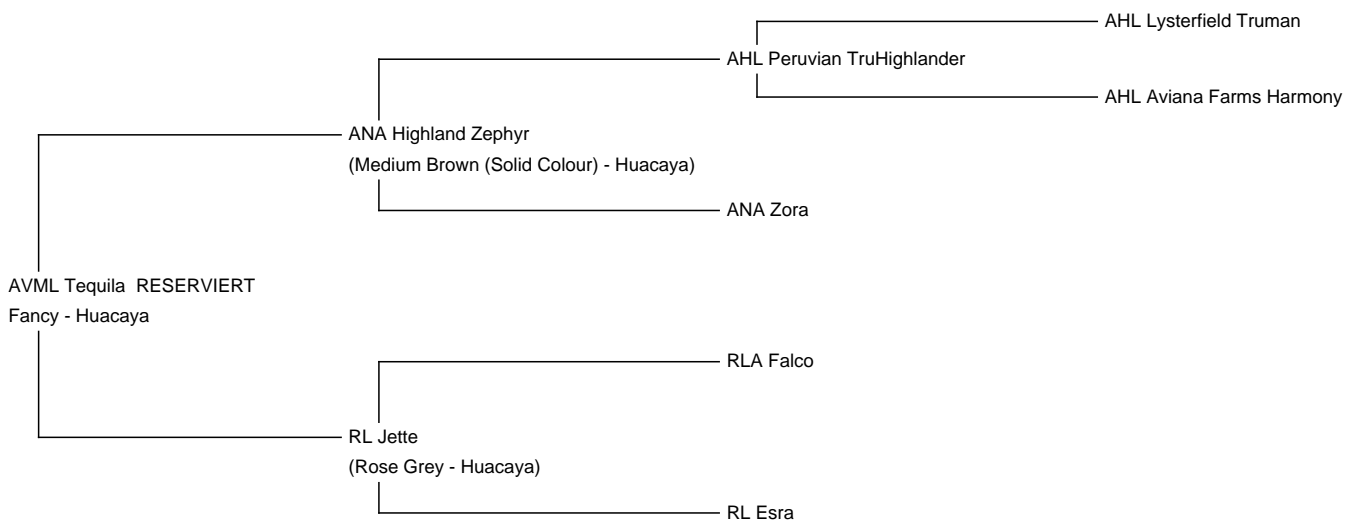 AHL Lysterfield Truman
AHL Peruvian TruHighlander
AHL Aviana Farms Harmony
ANA Highland Zephyr
(Medium Brown (Solid Colour) - Huacaya)
ANA Zora
AVML Tequila  RESERVIERT
Fancy - Huacaya
RLA Falco
RL Jette
(Rose Grey - Huacaya)
RL Esra